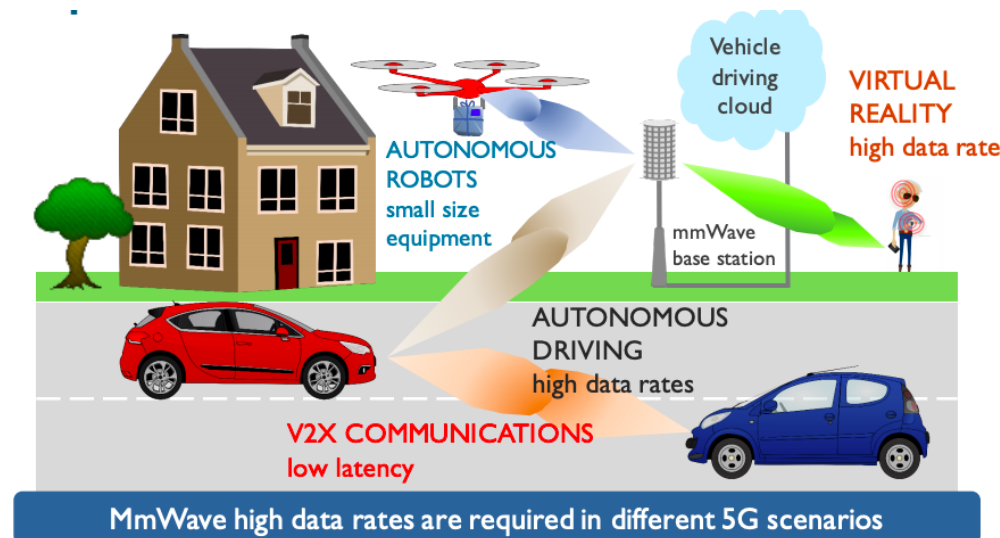 Vehicle
driving
cloud
VIRTUAL
REALITY
high data rate
AUTONOMOUS
ROBOTS
small size
equipment
mmWave
base station
AUTONOMOUS
DRIVING
high data rates
V2X COMMUNICATIONS
low latency
MmWave high data rates are required in different 5G scenarios